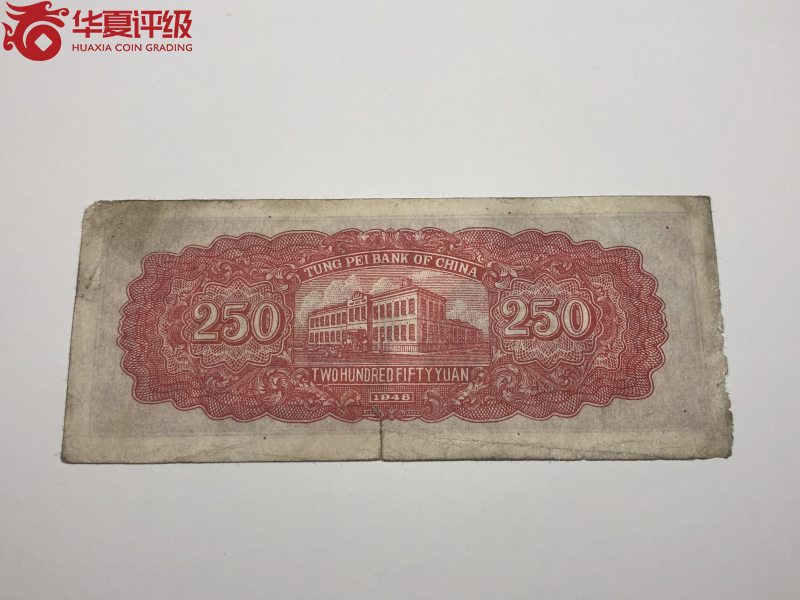 华夏评级
HUAXIA COIN GRADING
TUNG PEI BANK OF CHINA
250
250
TWO HUNDRED FIFTY YUAN
1948